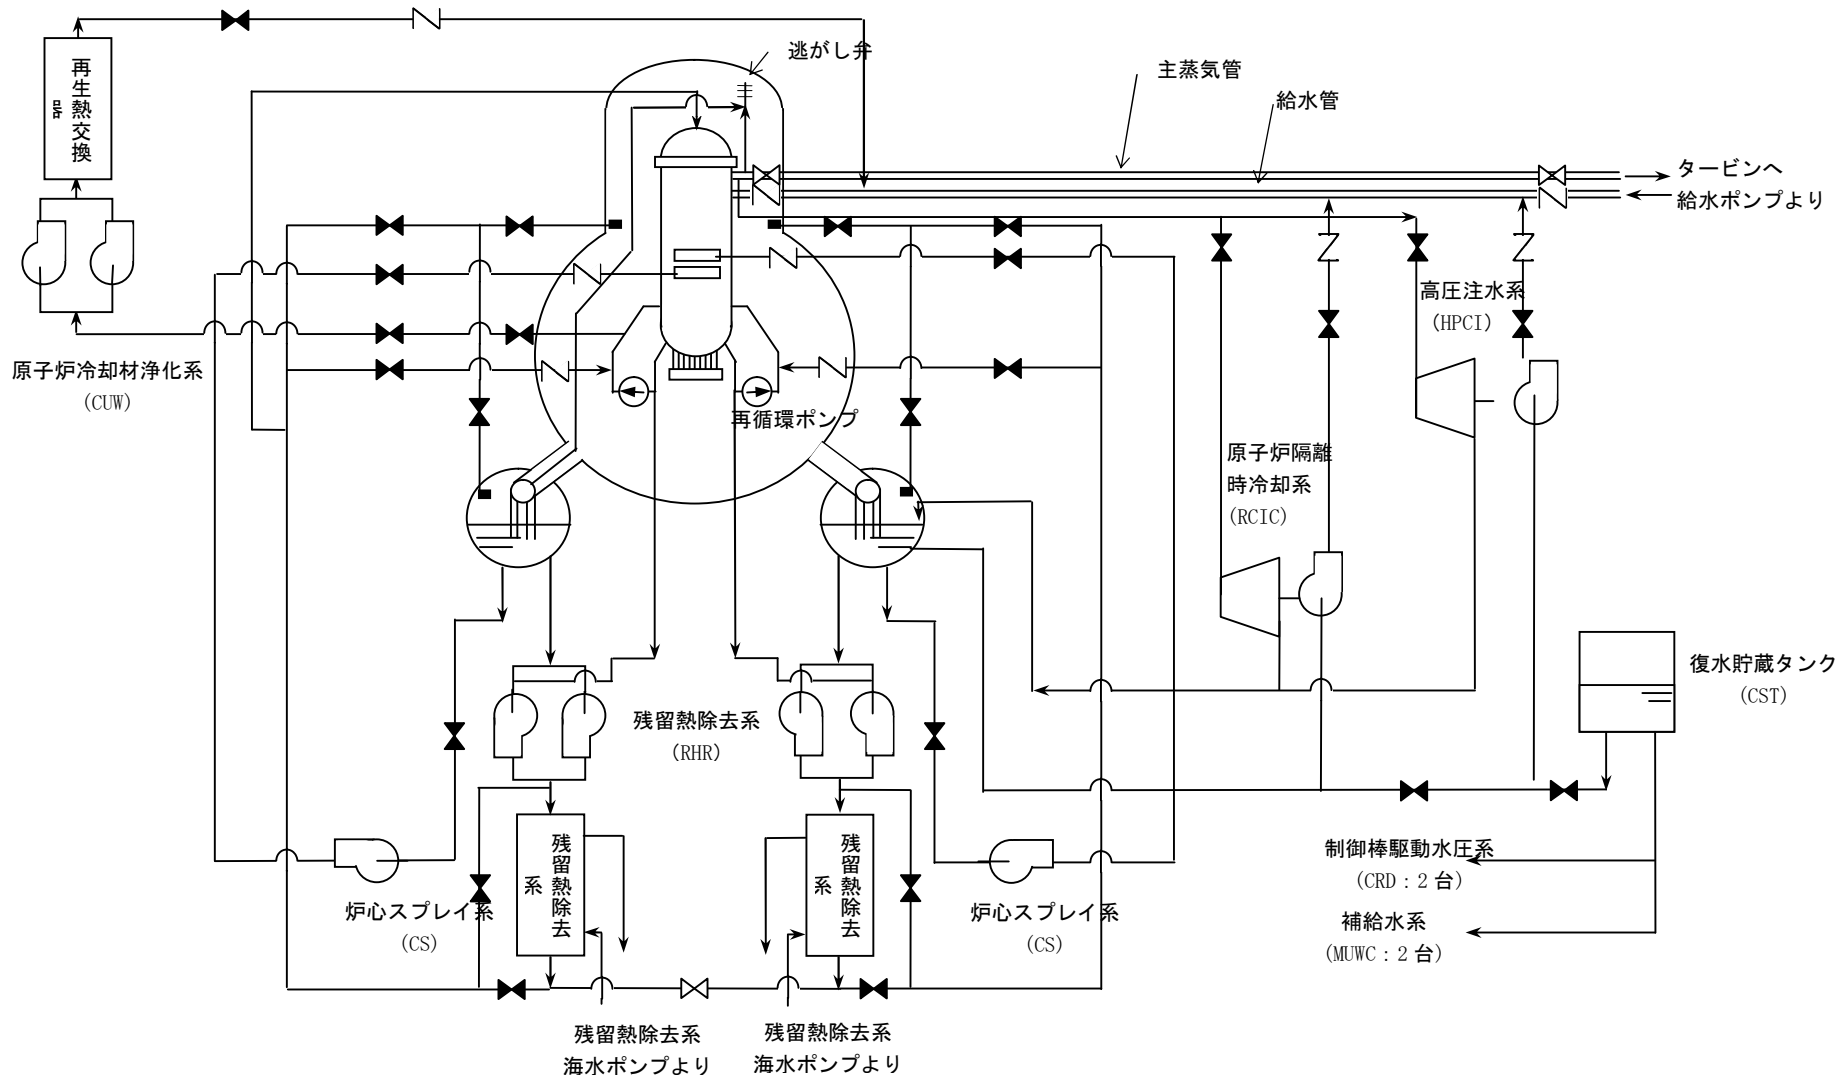 逃がし弁
主蒸気管
給水管
再生熱交換
器
タービンへ
給水ポンプより
高圧注水系
(HPCI)
原子炉冷却材浄化系
(CUW)
再循環ポンプ
原子炉隔離
時冷却系
(RCIC)
復水貯蔵タンク
(CST)
残留熱除去系
(RHR)
残留熱除去
系
残留熱除去
系
制御棒駆動水圧系
(CRD：2台)
炉心スプレイ系
(CS)
炉心スプレイ系
(CS)
補給水系
(MUWC：2台)
残留熱除去系
海水ポンプより
残留熱除去系
海水ポンプより